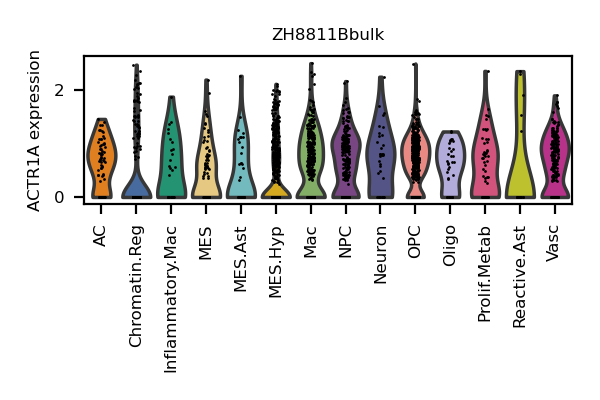 ZH8811Bbulk
ACTR1A expression
2
0
AC
Chromatin.Reg
Inflammatory.Mac
MES
MES.Ast
MES.Hyp
Mac
NPC
Neuron
OPC
Oligo
Prolif.Metab
Reactive.Ast
Vasc